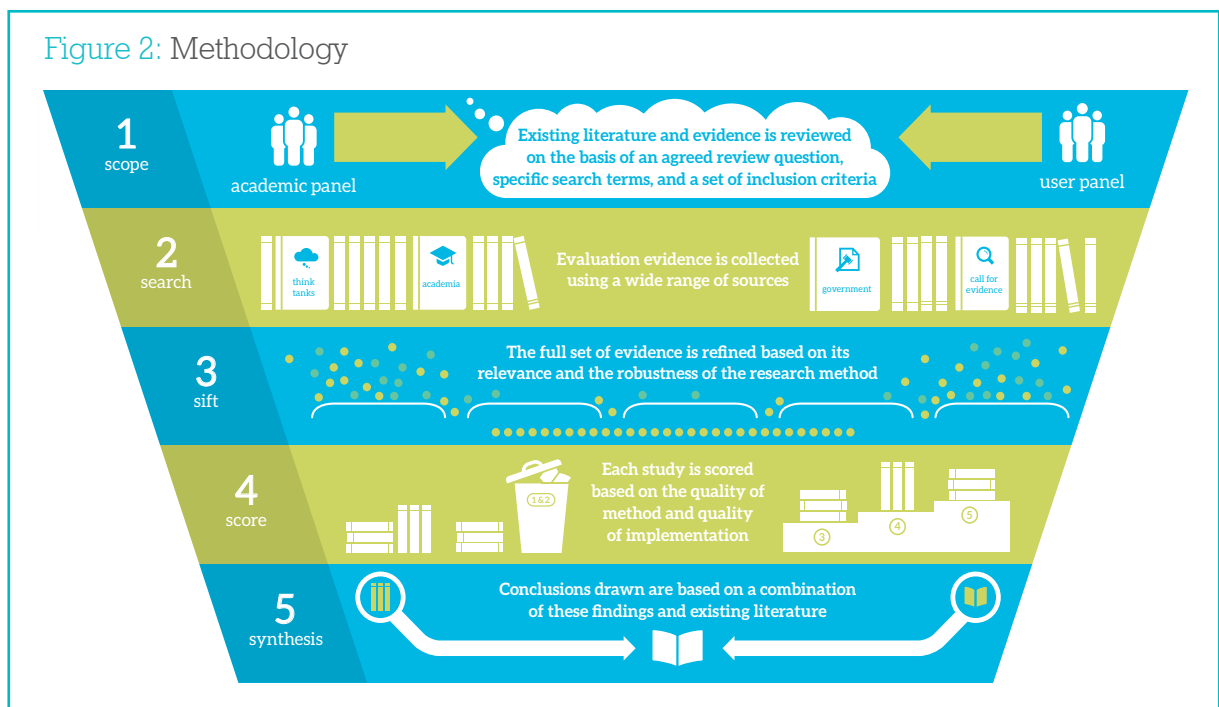 Figure 2: Methodology
1
scope
academic panel
Existing literature and evidence is reviewed
on the basis of an agreed review question,
specific search terms, and a set of inclusion criteria
user panel
2
search
think
tanks
academia
Evaluation evidence is collected
using a wide range of sources
government
call for
evidence
3
sift
The full set of evidence is refined based on its
relevance and the robustness of the research method
4
score
1 & 2
Each study is scored
based on the quality of
method and quality
of implementation
3
4
5
5
synthesis
Conclusions drawn are based on a combination
of these findings and existing literature